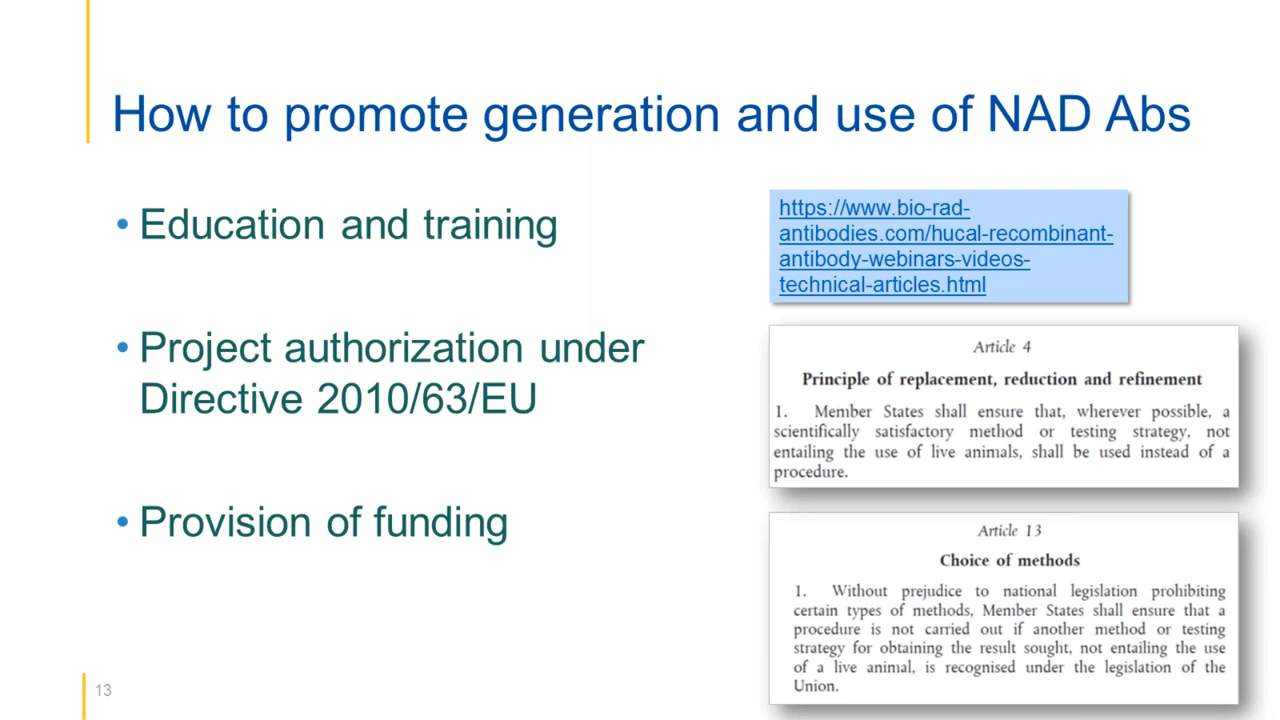 How to promote generation and use of NAD Abs
• Education and training
• Project authorization under
Directive 2010/63/EU
• Provision of funding
https://www.bio-rad-
antibodies.com/hucal-recombinant-
antibody-webinars-videos-
technical-articles.html
Article 4
Principle of replacement, reduction and refinement
1. Member States shall ensure that, wherever possible, a
scientifically satisfactory method or testing strategy, not
entailing the use of live animals, shall be used instead of a
procedure.
Article 13
Choice of methods
1. Without prejudice to national legislation prohibiting
certain types of methods, Member States shall ensure that a
procedure is not carried out if another method or testing
strategy for obtaining the result sought, not entailing the use
of a live animal, is recognised under the legislation of the
Union.
13